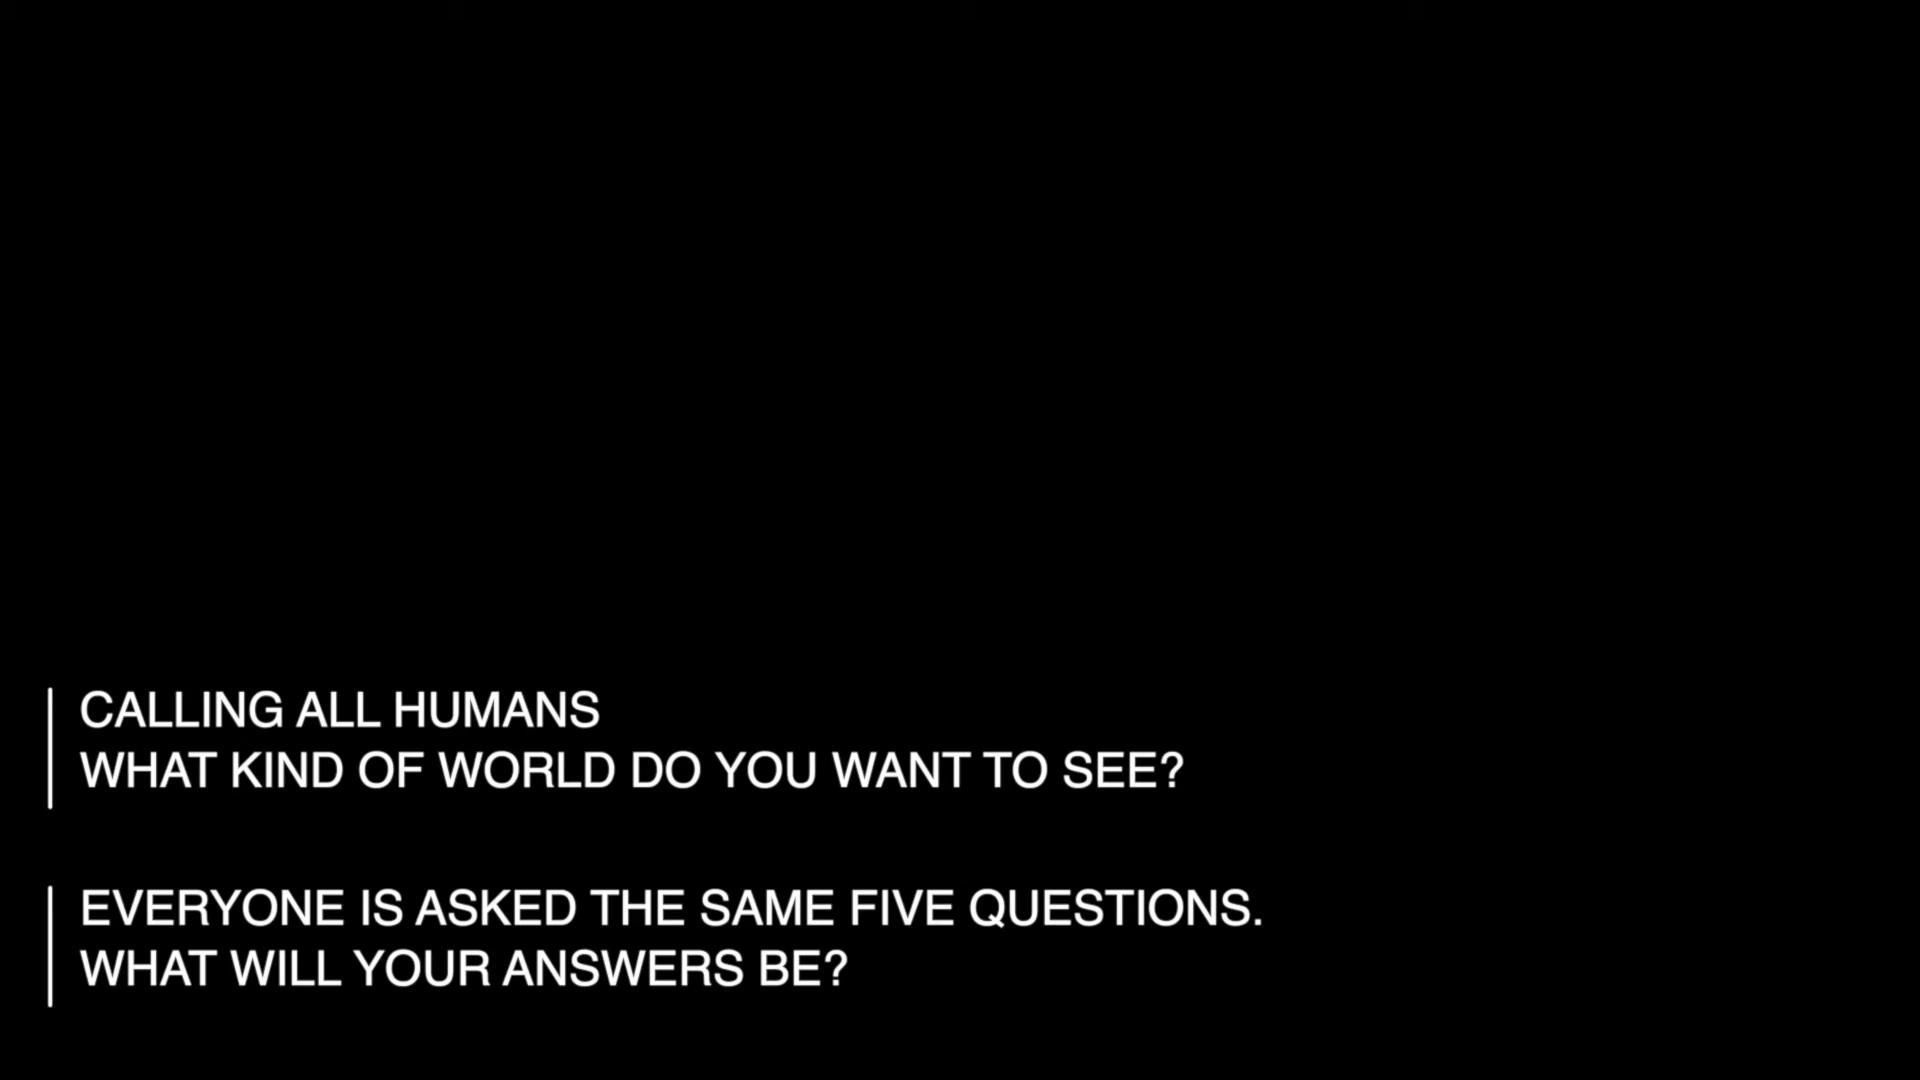 CALLING ALL HUMANS
WHAT KIND OF WORLD DO YOU WANT TO SEE?
EVERYONE IS ASKED THE SAME FIVE QUESTIONS.
WHAT WILL YOUR ANSWERS BE?